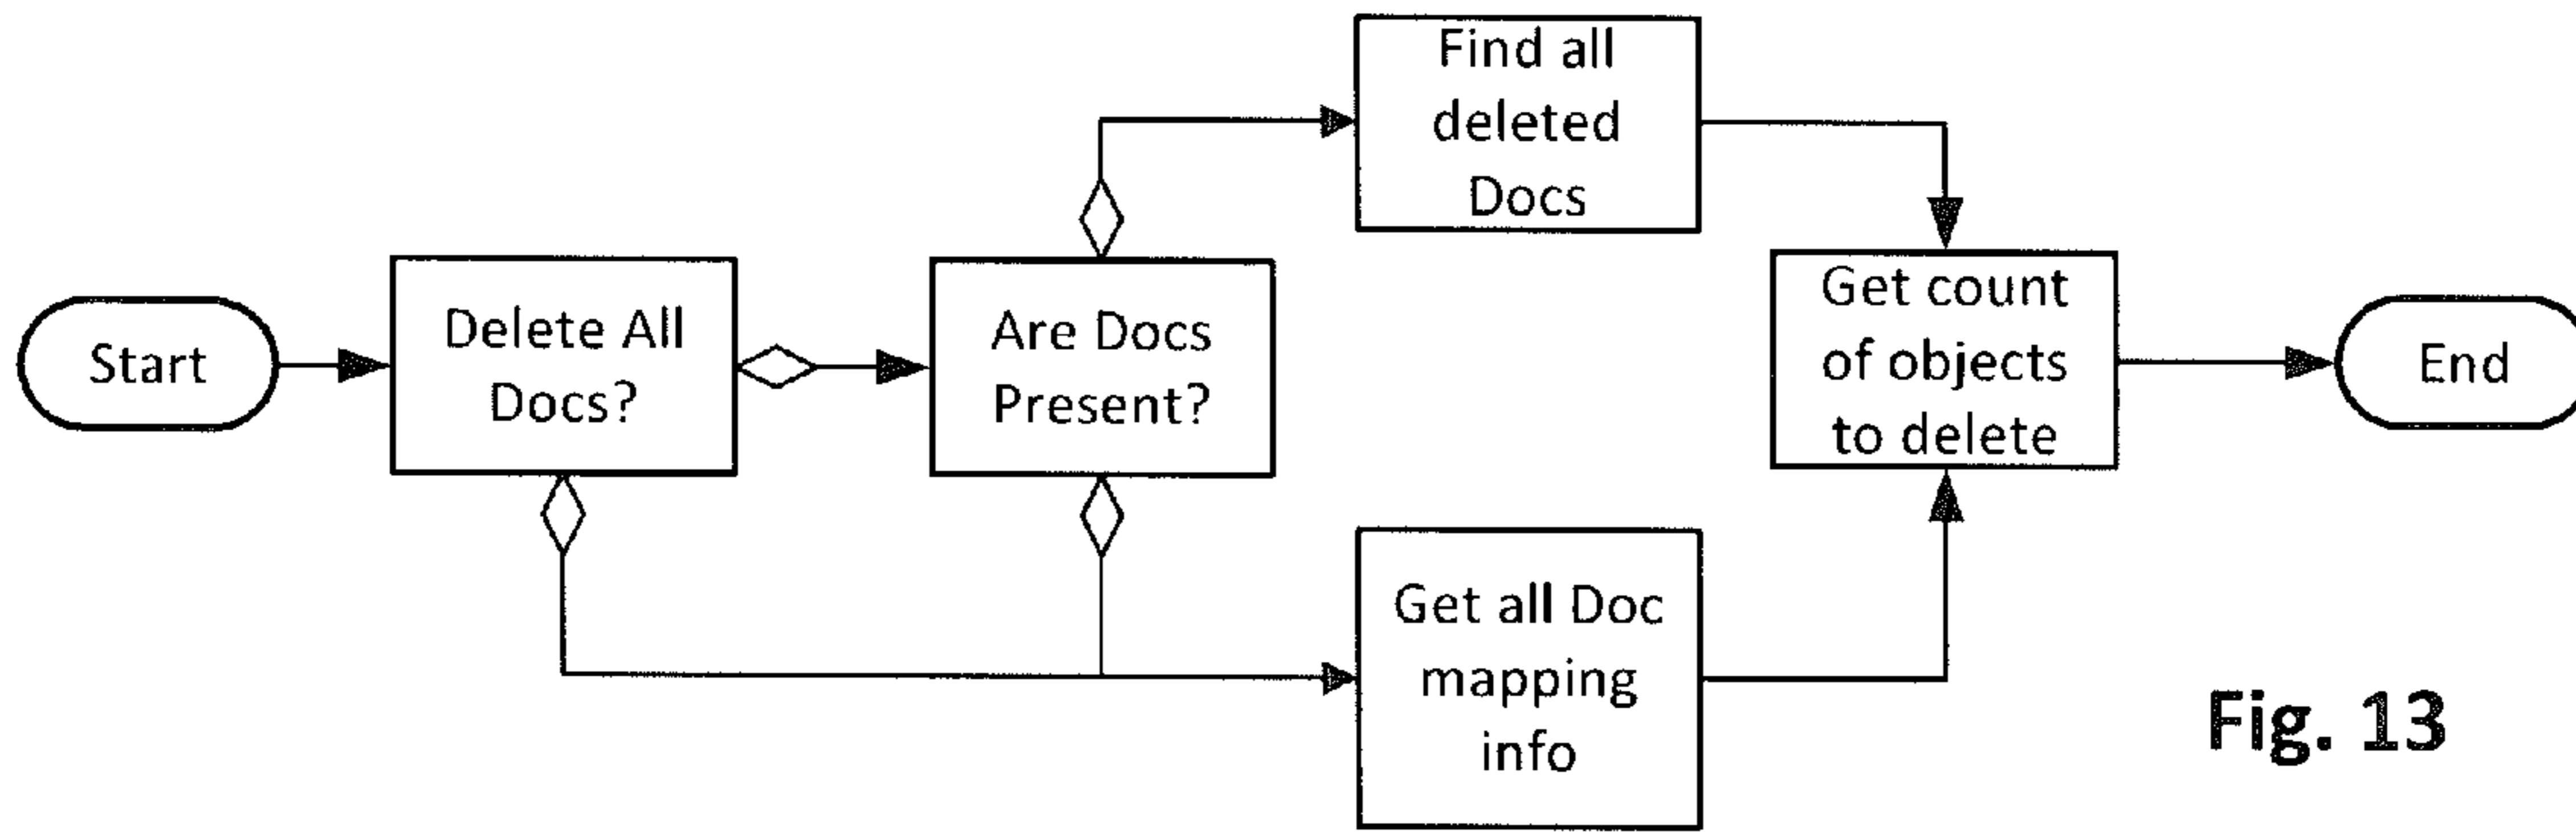 Start
Delete All
Docs?
Are Docs
Present?
Find all
deleted
Docs
Get all Doc
mapping
info
Get count
of objects
to delete
End
Fig. 13